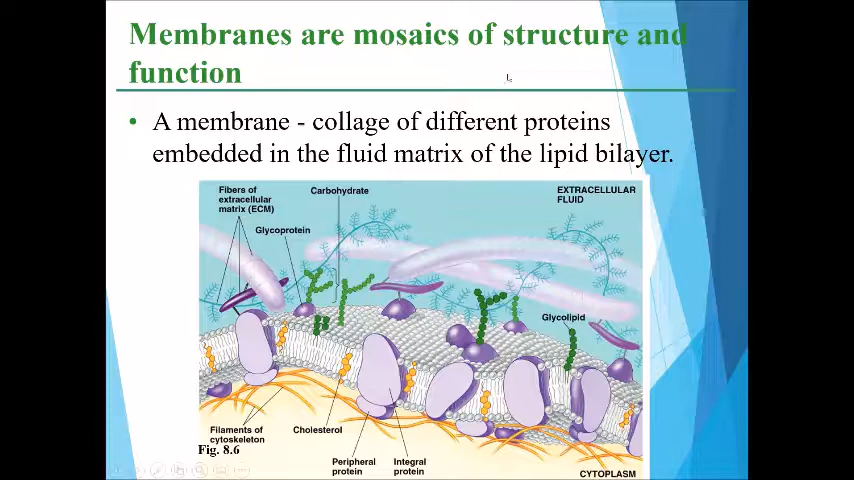 Membranes are mosaics of structure and
function
• A membrane - collage of different proteins
embedded in the fluid matrix of the lipid bilayer.
Fibers of
extracellular
matrix (ECM)
Carbohydrate
EXTRACELLULAR
FLUID
Glycoprotein
Glycolipid
Filaments of
cytoskeleton
Cholesterol
Fig. 8.6
Peripheral
protein
Integral
protein
CYTOPLASM